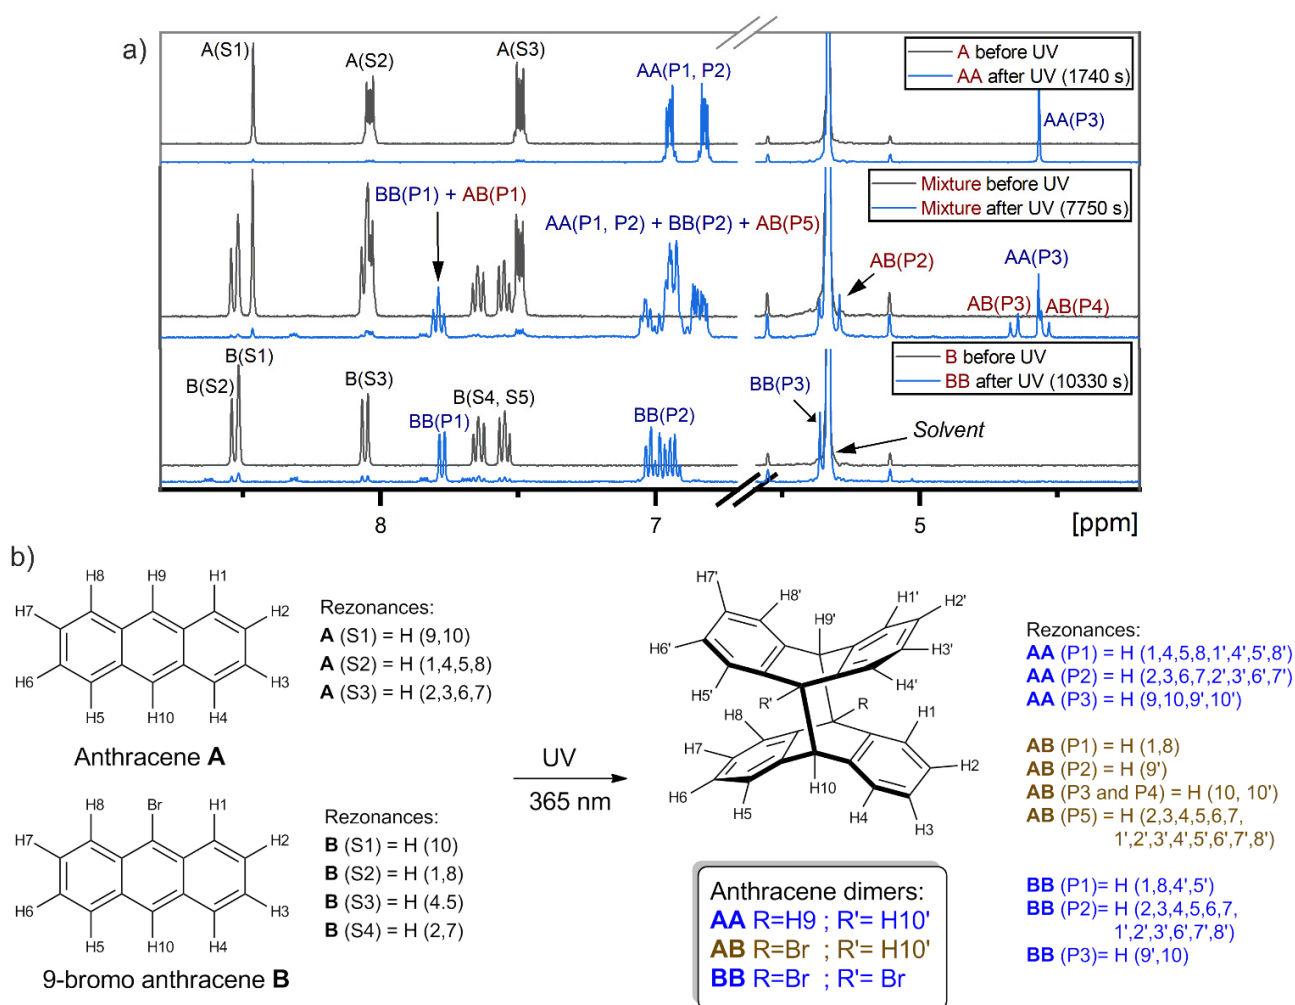 a)
A(S1)
A(S2)
A(S3)
AA(P1, P2)
A before UV
AA after UV (1740 s)
AA(P3)
BB(P1) + AB(P1)
AA(P1, P2) + BB(P2) + AB(P5)
Mixture before UV
Mixture after UV (7750 s)
AB(P2)
AA(P3)
AB(P3)
AB(P4)
B(S1)
B(S2)
B(S3)
BB(P1)
B(S4, S5)
BB(P2)
BB(P3)
B before UV
BB after UV (10330 s)
Solvent
8
7
5
[ppm]
b)
H8
H9
H1
H7
H2
H6
H3
H5
H10
H4
Anthracene A
Rezonances:
A (S1) = H (9,10)
A (S2) = H (1,4,5,8)
A (S3) = H (2,3,6,7)
H8
Br
H1
H7
H2
H6
H3
H5
H10
H4
9-bromo anthracene B
Rezonances:
B (S1) = H (10)
B (S2) = H (1,8)
B (S3) = H (4.5)
B (S4) = H (2,7)
UV
365 nm
H7'
H8'
H9'
H1'
H2'
H6'
H3'
H5'
H4'
R'
R
H8
H1
H7
H2
H6
H5
H10
H4
H3
Anthracene dimers:
AA R=H9 ; R'= H10'
AB R=Br ; R'= H10'
BB R=Br ; R'= Br
Rezonances:
AA (P1) = H (1,4,5,8,1',4',5',8')
AA (P2) = H (2,3,6,7,2',3',6',7')
AA (P3) = H (9,10,9',10')
AB (P1) = H (1,8)
AB (P2) = H (9')
AB (P3 and P4) = H (10, 10')
AB (P5) = H (2,3,4,5,6,7,
1',2',3',4',5',6',7',8')
BB (P1)= H (1,8,4',5')
BB (P2)= H (2,3,4,5,6,7,
1',2',3',6',7',8')
BB (P3)= H (9',10)